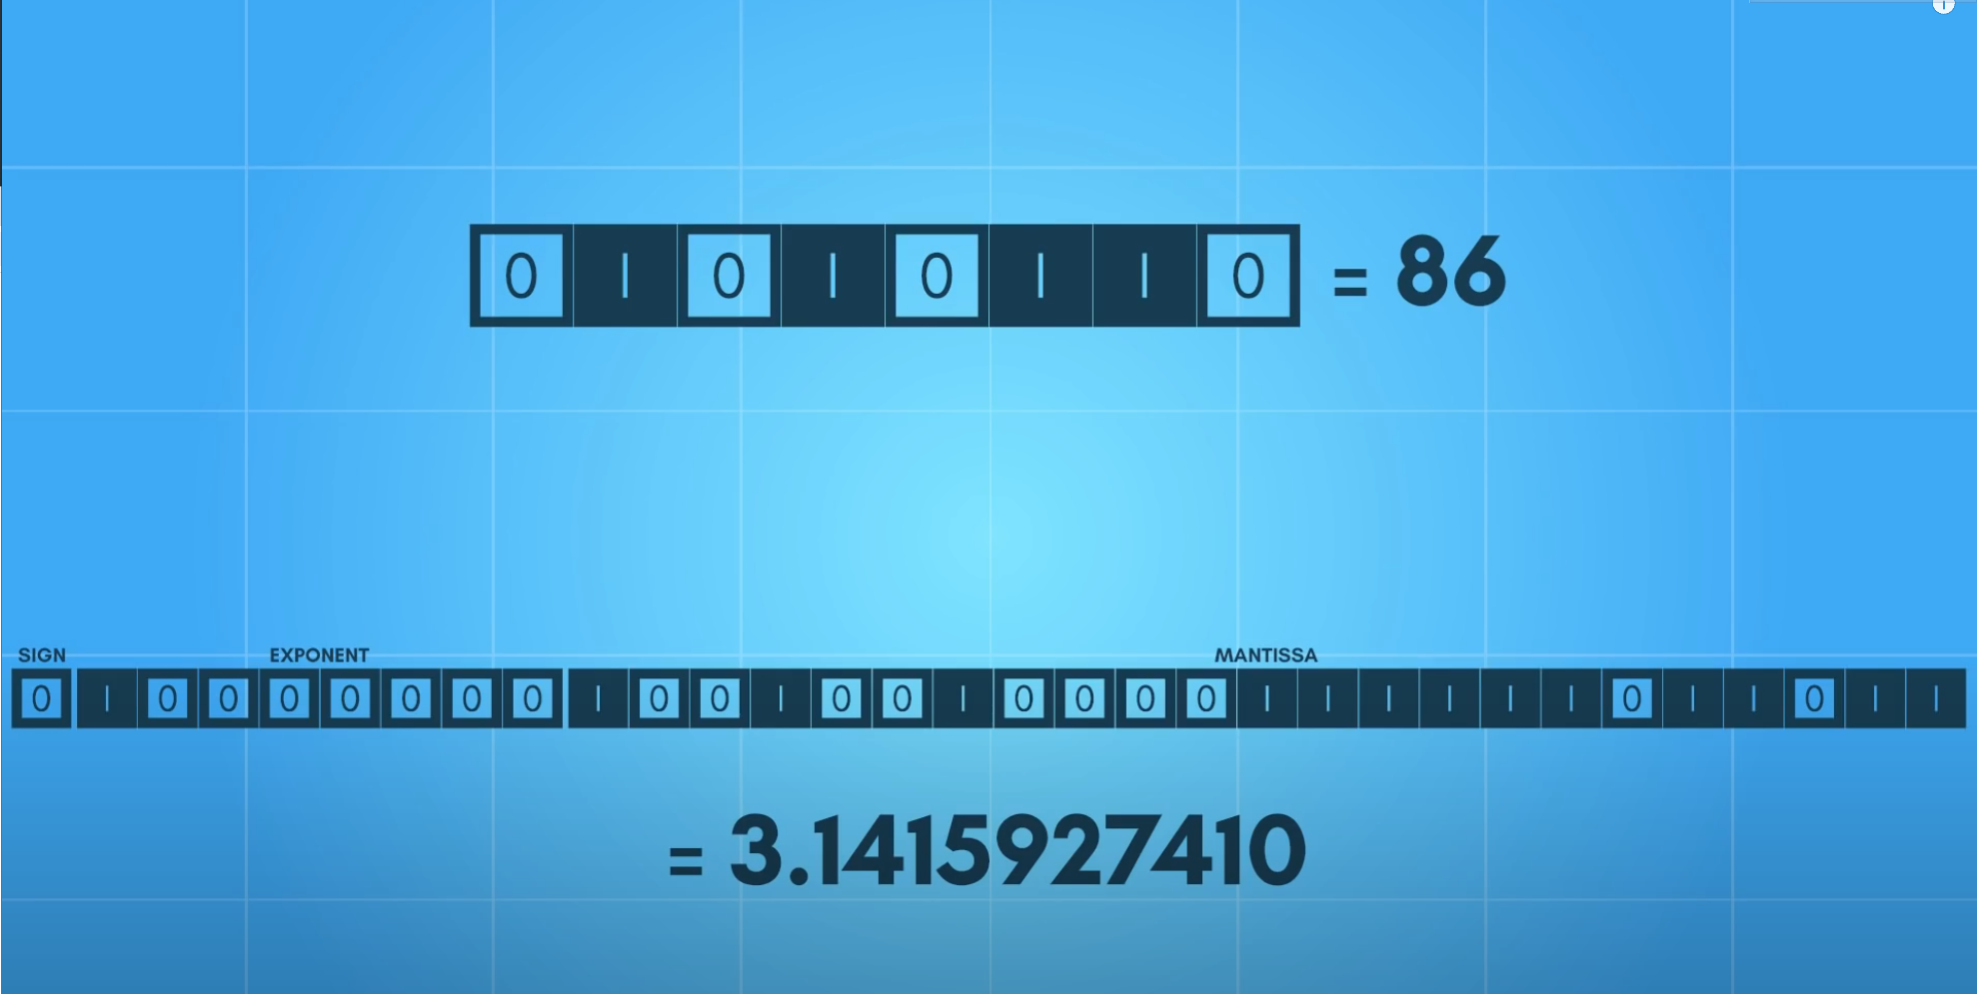 0 1 0 1 0 1 1 0 = 86
SIGN EXPONENT MANTISSA
0 1 0 0 0 0 0 0 0 1 0 0 1 0 0 1 0 0 0 0 1 1 1 1 1 1 0 1 1 0 1 1
= 3.1415927410